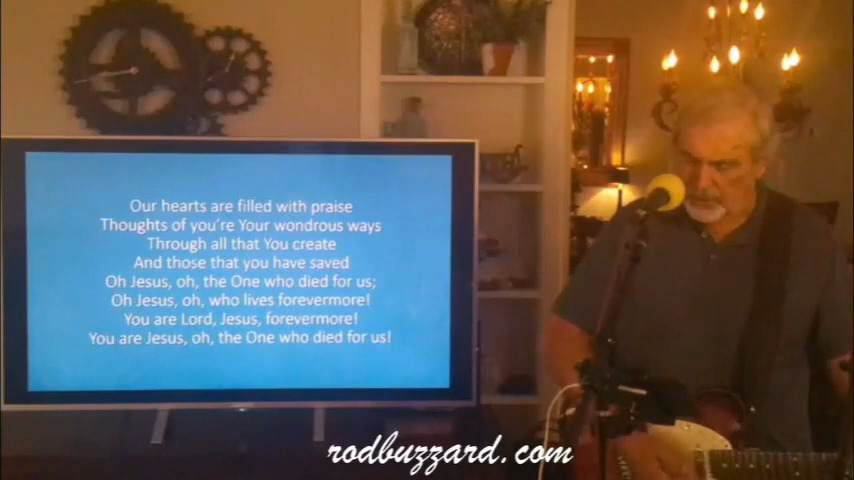 Our hearts are filled with praise
Thoughts of you're Your wondrous ways
Through all that You create
And those that you have saved
Oh Jesus, oh, the One who died for us;
Oh Jesus, oh, who lives forevermore!
You are Lord, Jesus, forevermore!
You are Jesus, oh, the One who died for us!
rodbuzzard.com